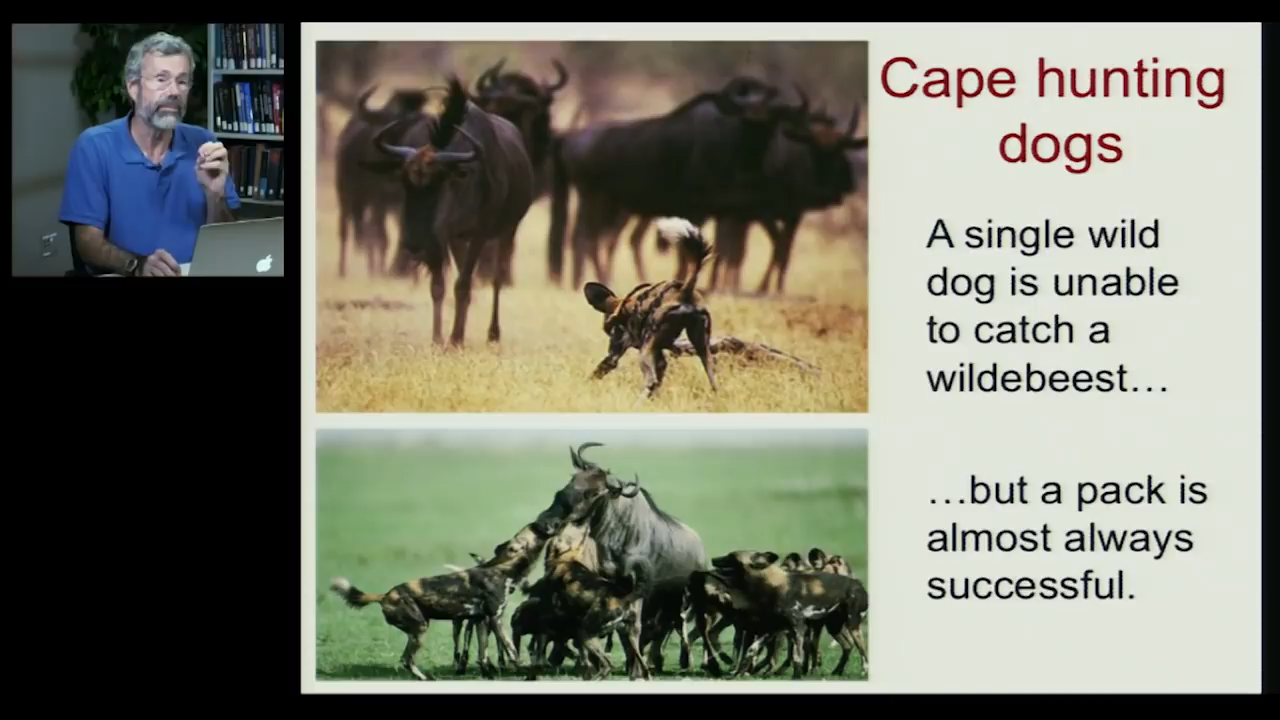 Cape hunting
dogs
A single wild
dog is unable
to catch a
wildebeest…
…but a pack is
almost always
successful.